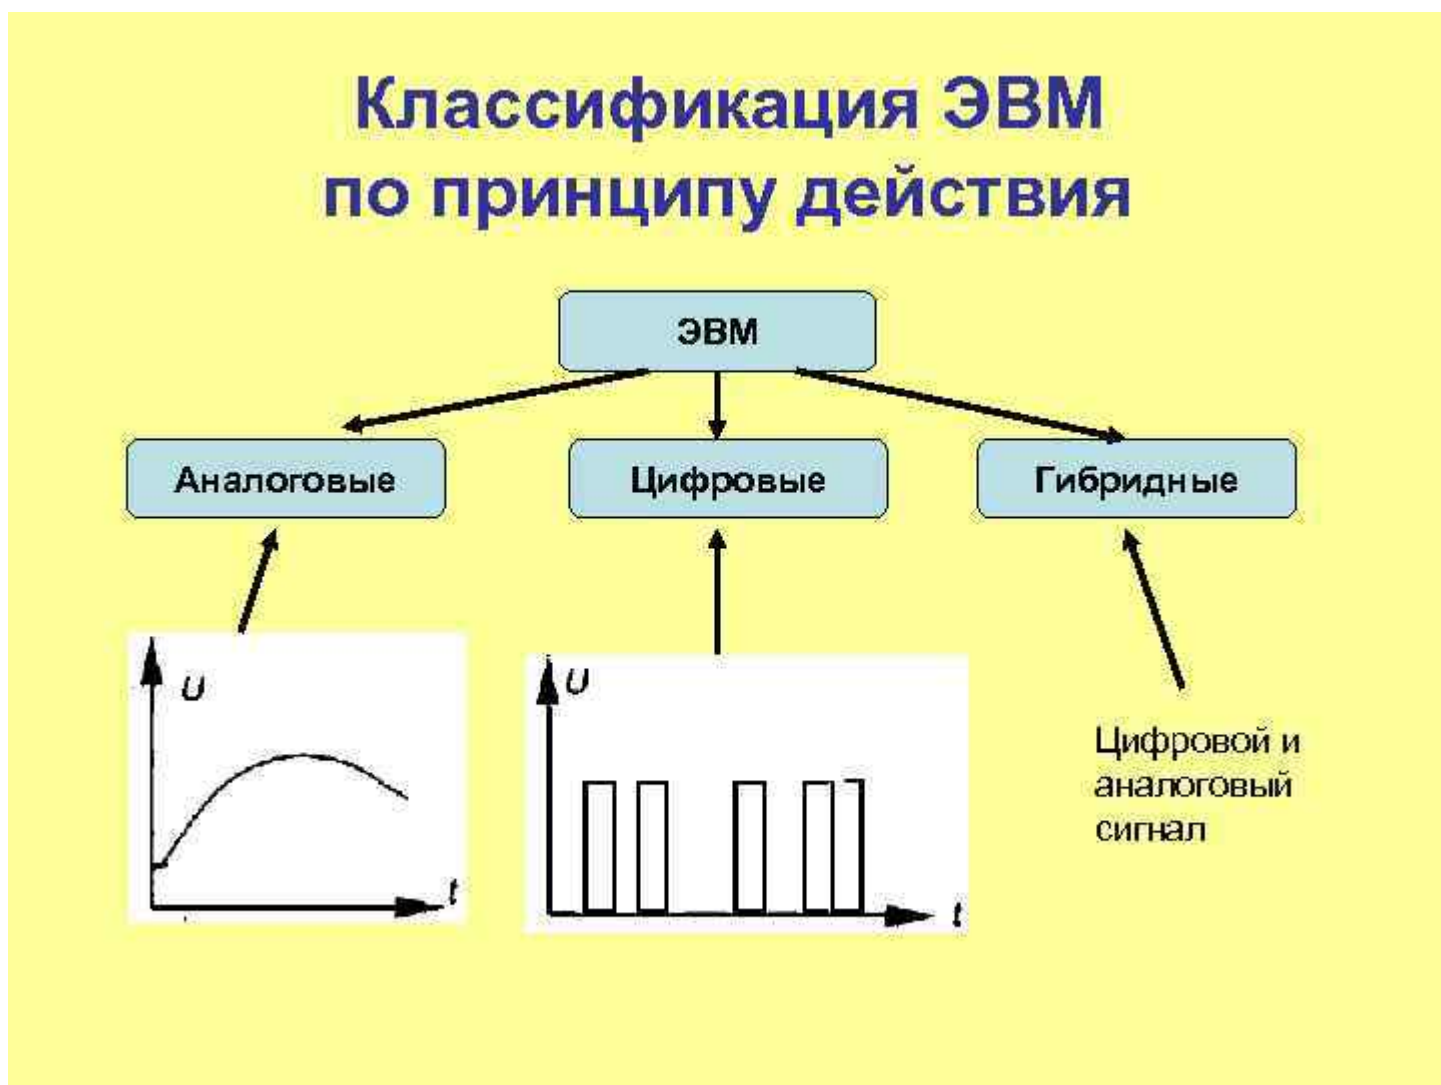 Классификация ЭВМ
по принципу действия
ЭВМ
Аналоговые
Цифровые
Гибридные
U
t
U
t
Цифровой и
аналоговый
сигнал